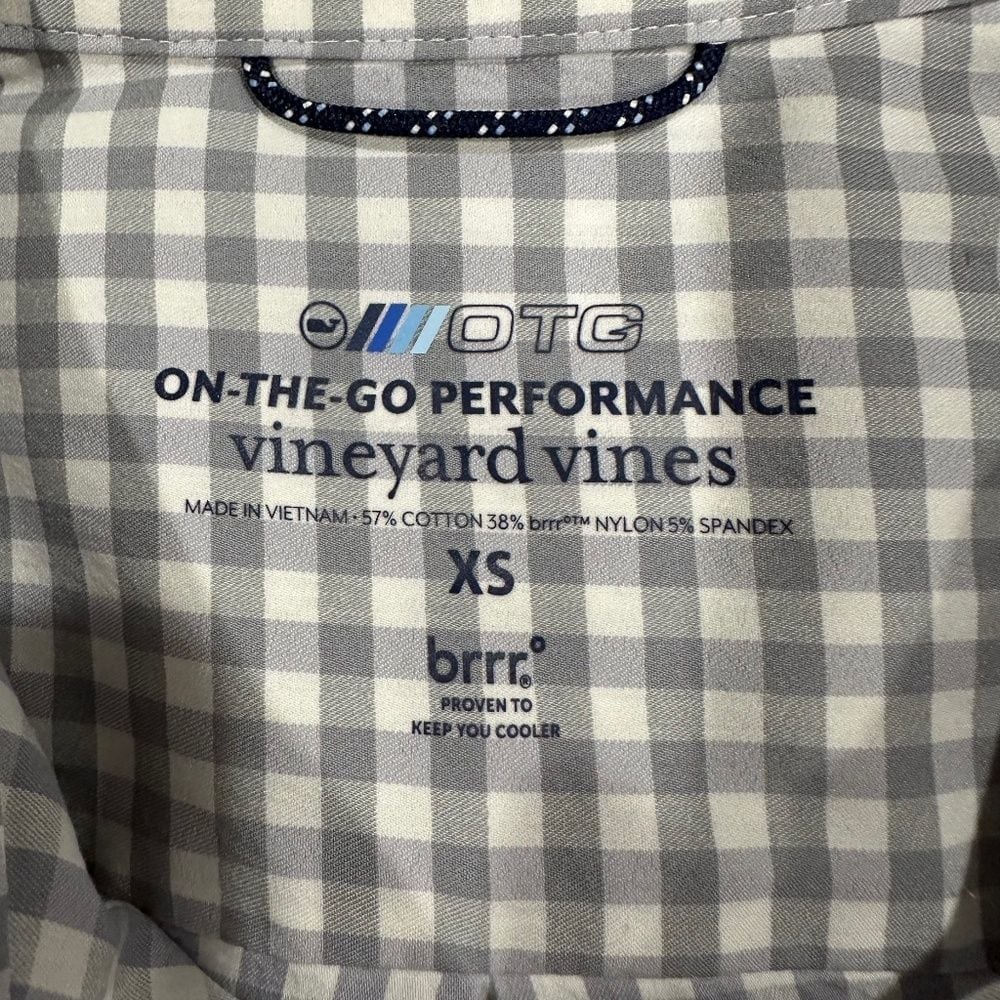 OTG
ON-THE-GO PERFORMANCE
vineyard vines
MADE IN VIETNAM · 57% COTTON 38% brrr°™ NYLON 5% SPANDEX
XS
brrr.®°
PROVEN TO
KEEP YOU COOLER